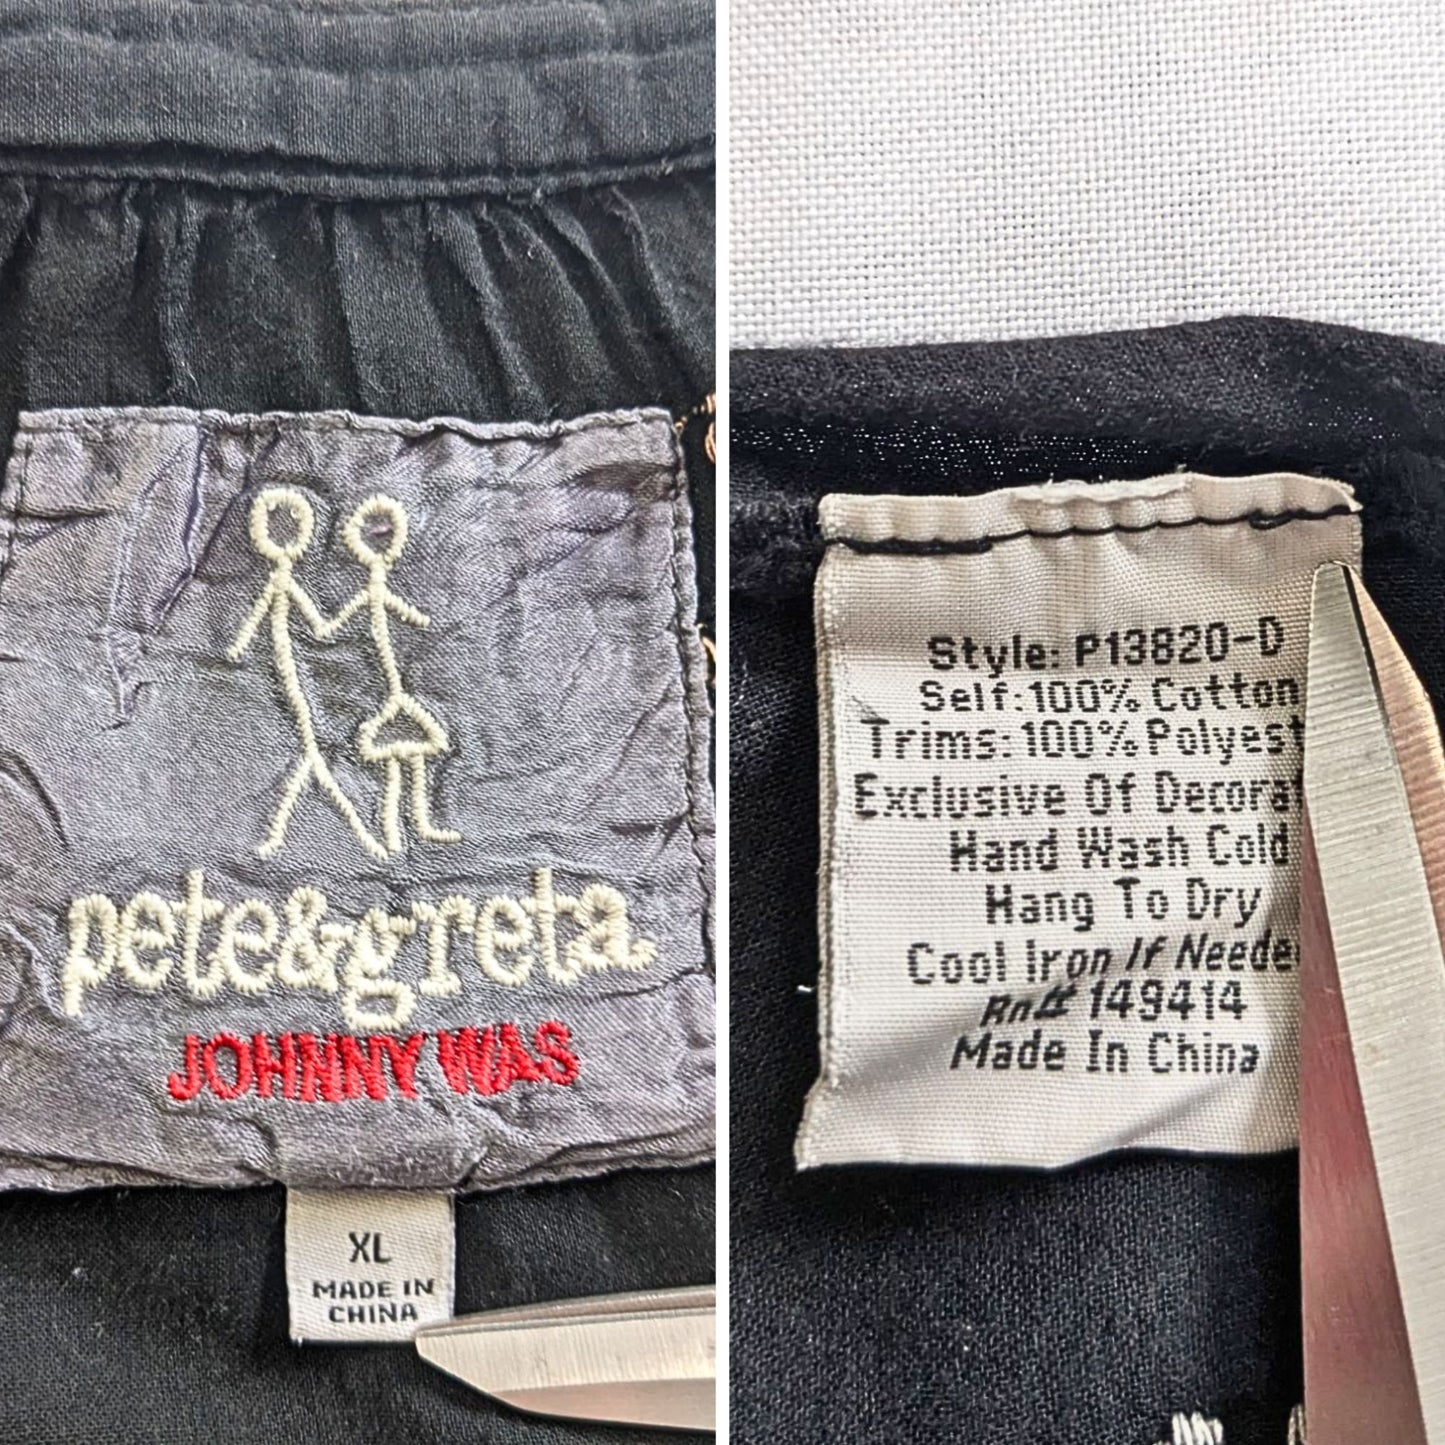 pete&greta
JOHNNY WAS
XL
MADE IN
CHINA
Style: P13820-D
Self: 100% Cotton
Trims: 100% Polyest
Exclusive Of Decorat
Hand Wash Cold
Hang To Dry
Cool Iron If Neede
Rn# 149414
Made In China